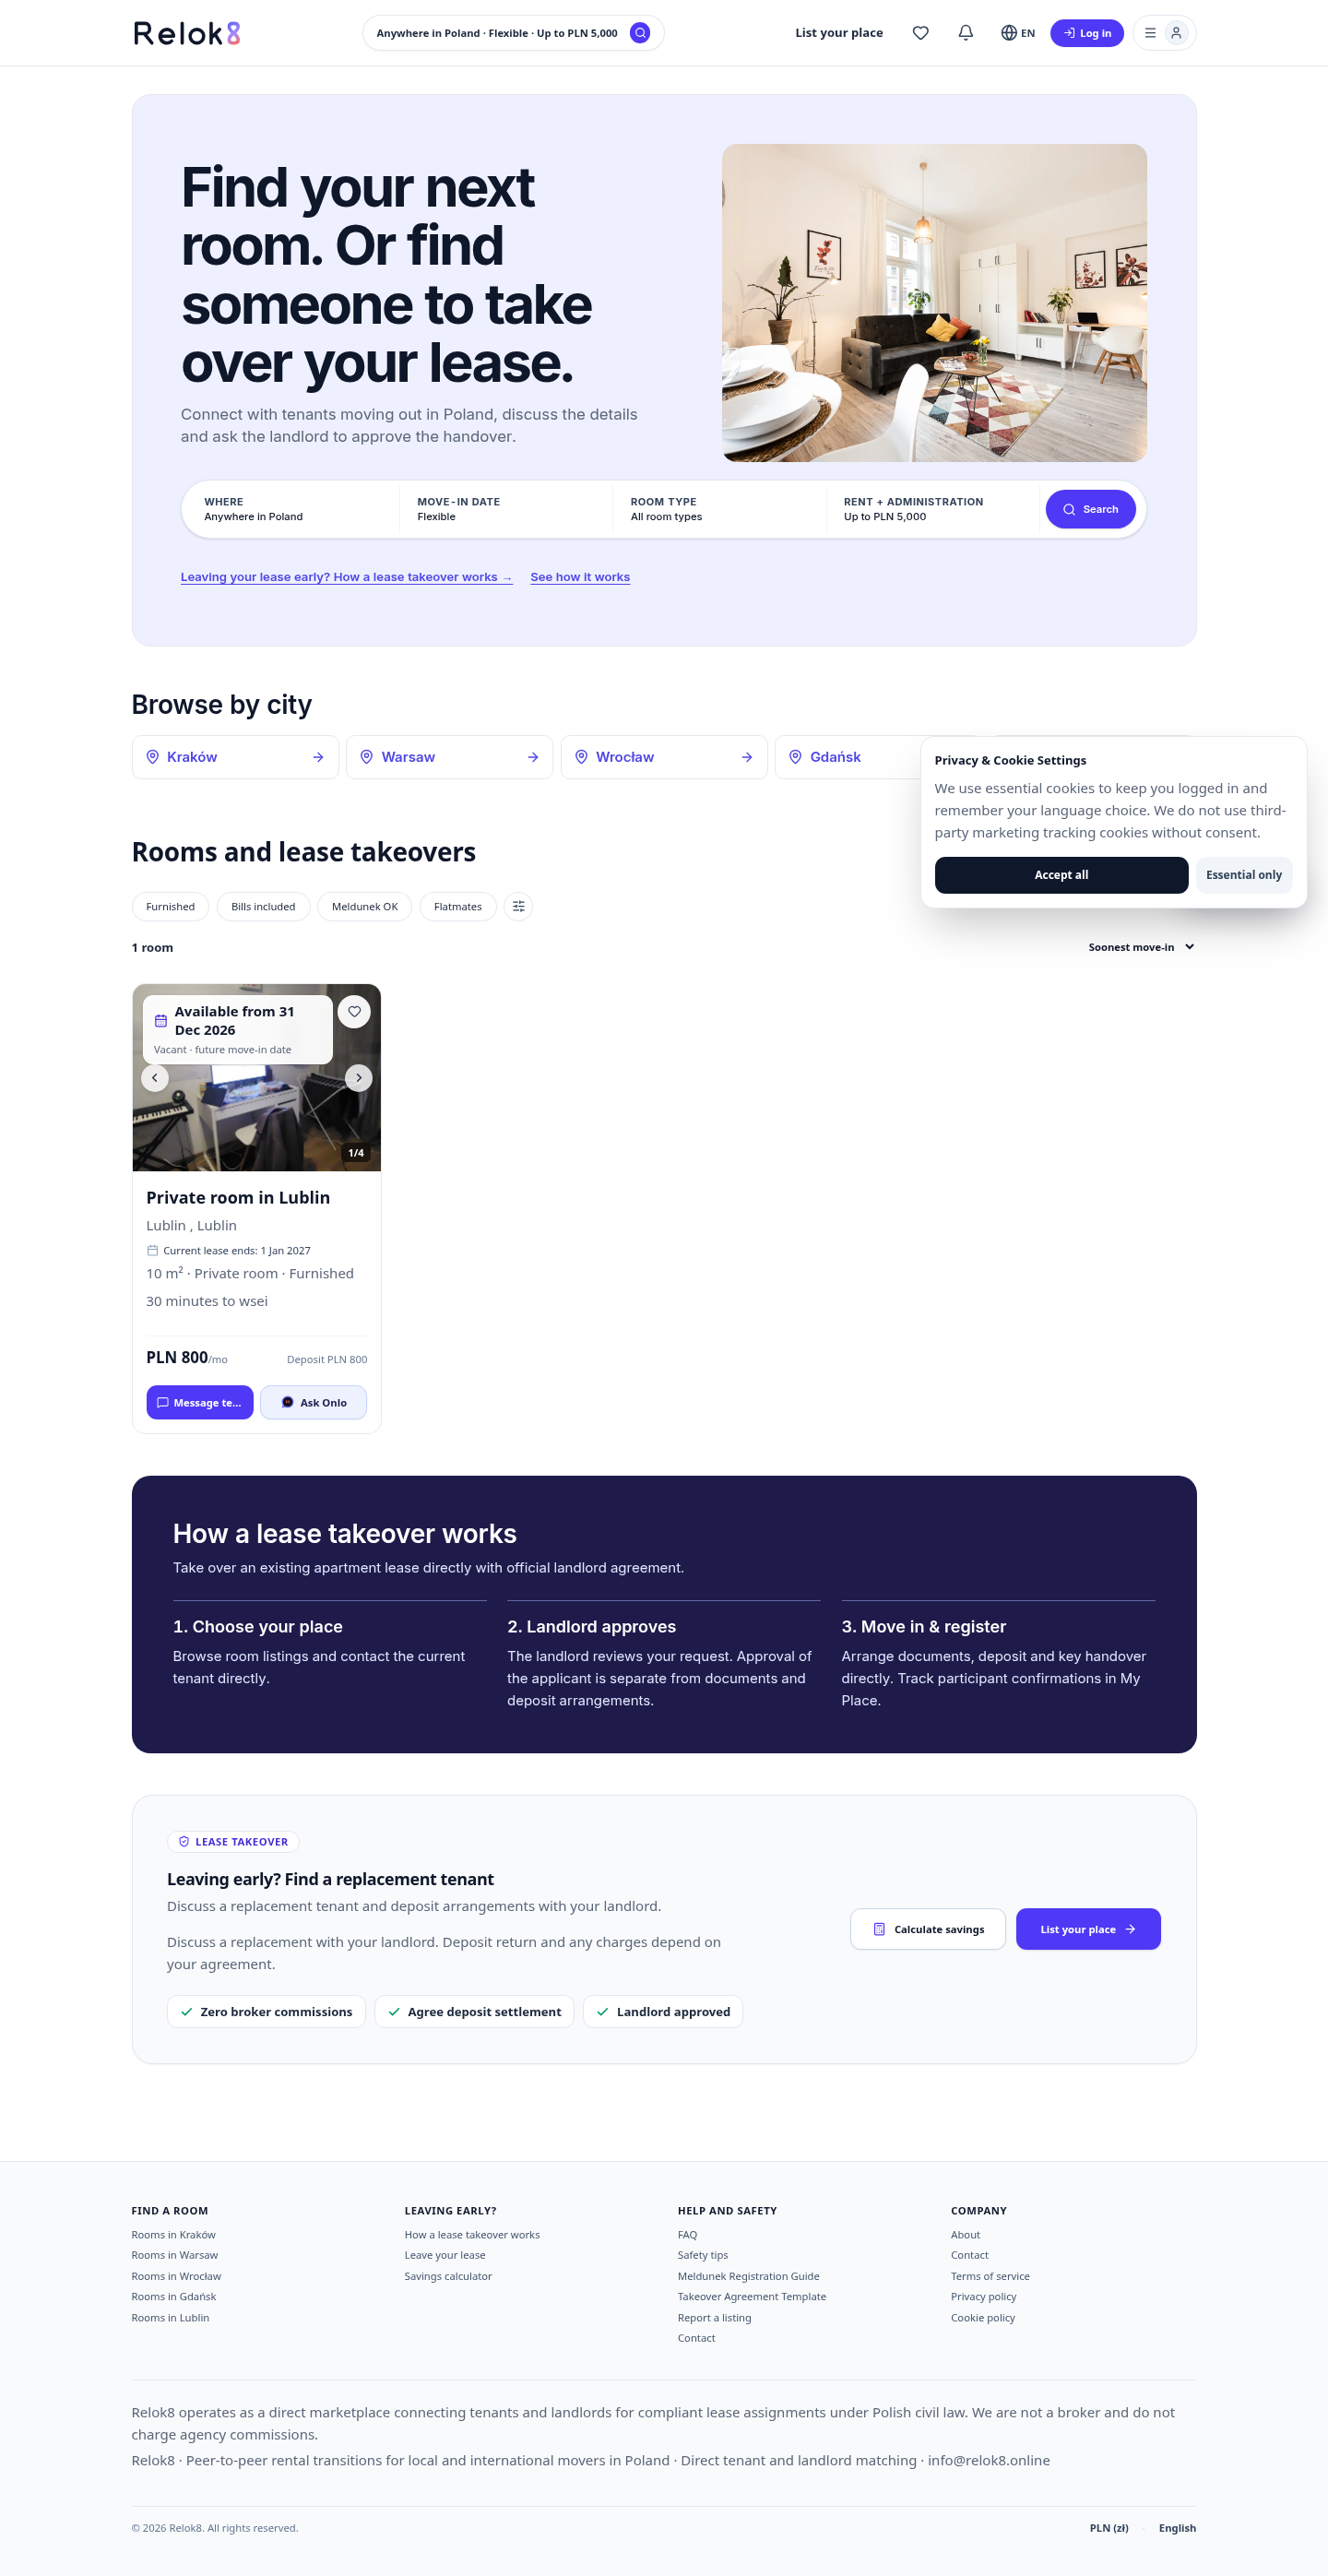 Relok8
Anywhere in Poland · Flexible · Up to PLN 5,000
List your place
EN
Log in
Find your next
room. Or find
someone to take
over your lease.
Connect with tenants moving out in Poland, discuss the details
and ask the landlord to approve the handover.
WHERE
Anywhere in Poland
MOVE-IN DATE
Flexible
ROOM TYPE
All room types
RENT + ADMINISTRATION
Up to PLN 5,000
Search
Leaving your lease early? How a lease takeover works →
See how it works
Browse by city
Kraków
Warsaw
Wrocław
Gdańsk
Privacy & Cookie Settings
We use essential cookies to keep you logged in and
remember your language choice. We do not use third-
party marketing tracking cookies without consent.
Accept all
Essential only
Rooms and lease takeovers
Furnished
Bills included
Meldunek OK
Flatmates
1 room
Soonest move-in
Available from 31
Dec 2026
Vacant · future move-in date
1/4
Private room in Lublin
Lublin , Lublin
Current lease ends: 1 Jan 2027
10 m² · Private room · Furnished
30 minutes to wsei
PLN 800/mo
Deposit PLN 800
Message te...
Ask Onlo
How a lease takeover works
Take over an existing apartment lease directly with official landlord agreement.
1. Choose your place
Browse room listings and contact the current
tenant directly.
2. Landlord approves
The landlord reviews your request. Approval of
the applicant is separate from documents and
deposit arrangements.
3. Move in & register
Arrange documents, deposit and key handover
directly. Track participant confirmations in My
Place.
LEASE TAKEOVER
Leaving early? Find a replacement tenant
Discuss a replacement tenant and deposit arrangements with your landlord.
Discuss a replacement with your landlord. Deposit return and any charges depend on
your agreement.
Zero broker commissions
Agree deposit settlement
Landlord approved
Calculate savings
List your place
FIND A ROOM
Rooms in Kraków
Rooms in Warsaw
Rooms in Wrocław
Rooms in Gdańsk
Rooms in Lublin
LEAVING EARLY?
How a lease takeover works
Leave your lease
Savings calculator
HELP AND SAFETY
FAQ
Safety tips
Meldunek Registration Guide
Takeover Agreement Template
Report a listing
Contact
COMPANY
About
Contact
Terms of service
Privacy policy
Cookie policy
Relok8 operates as a direct marketplace connecting tenants and landlords for compliant lease assignments under Polish civil law. We are not a broker and do not
charge agency commissions.
Relok8 · Peer-to-peer rental transitions for local and international movers in Poland · Direct tenant and landlord matching · info@relok8.online
© 2026 Relok8. All rights reserved.
PLN (zł)
·
English